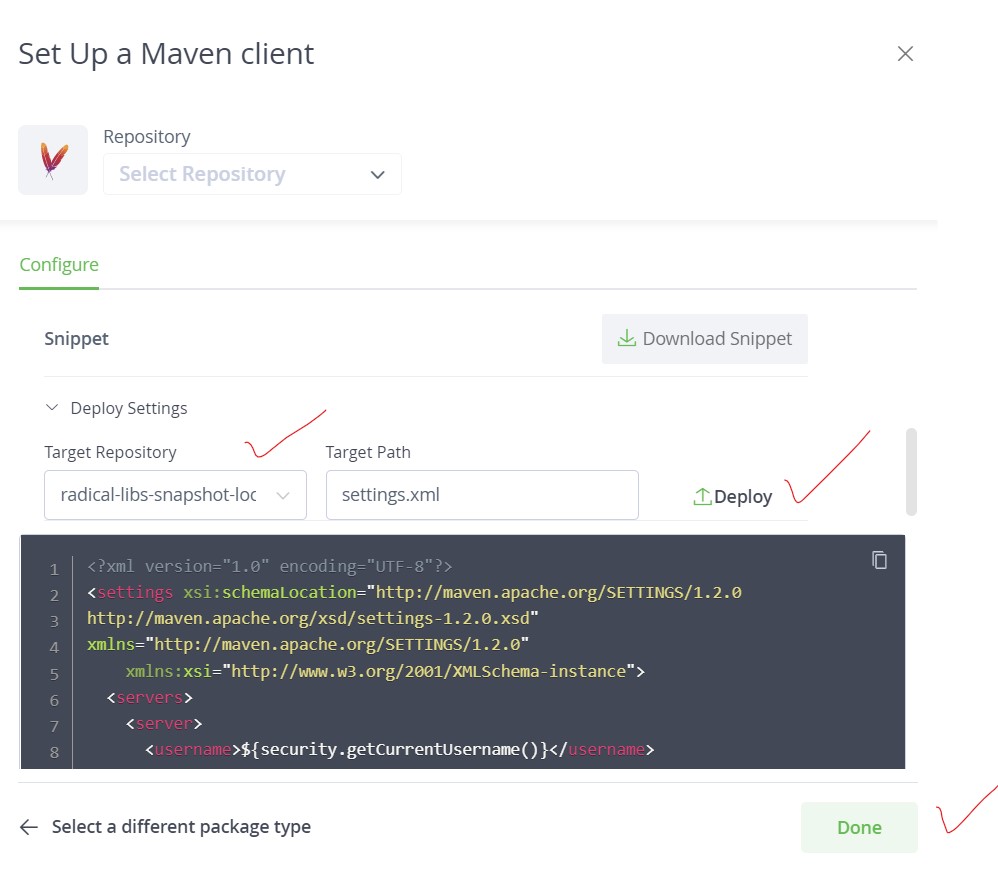 Set Up a Maven client
Repository
Select Repository
Configure
Snippet
Download Snippet
Deploy Settings
Target Repository
Target Path
radical-libs-snapshot-loc
settings.xml
Deploy
1 <?xml version="1.0" encoding="UTF-8"?>
2 <settings xsi:schemaLocation="http://maven.apache.org/SETTINGS/1.2.0
3 http://maven.apache.org/xsd/settings-1.2.0.xsd"
4 xmlns="http://maven.apache.org/SETTINGS/1.2.0"
5 xmlns:xsi="http://www.w3.org/2001/XMLSchema-instance">
6 <servers>
7 <server>
8 <username>${security.getCurrentUsername()}</username>
Select a different package type
Done